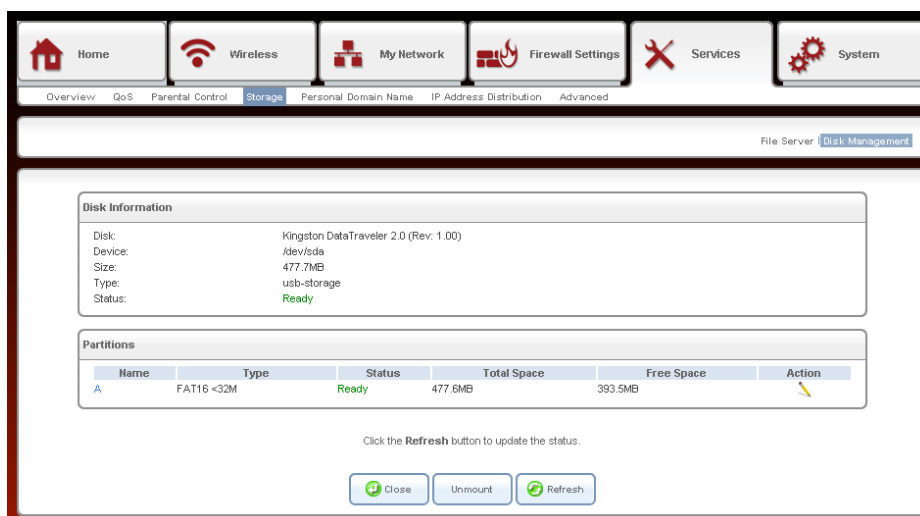 Home Wireless My Network Firewall Settings Services System
Overview QoS Parental Control Storage Personal Domain Name IP Address Distribution Advanced
File Server | Disk Management
Disk Information
Disk: Kingston DataTraveler 2.0 (Rev: 1.00)
Device: /dev/sda
Size: 477.7MB
Type: usb-storage
Status: Ready
Partitions
Name Type Status Total Space Free Space Action
A FAT16 <32M Ready 477.6MB 393.5MB
Click the Refresh button to update the status.
Close Unmount Refresh